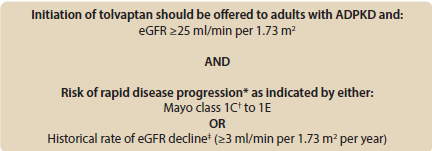 Initiation of tolvaptan should be offered to adults with ADPKD and:
eGFR ≥25 ml/min per 1.73 m²
AND
Risk of rapid disease progression* as indicated by either:
Mayo class 1C† to 1E
OR
Historical rate of eGFR decline‡ (≥3 ml/min per 1.73 m² per year)